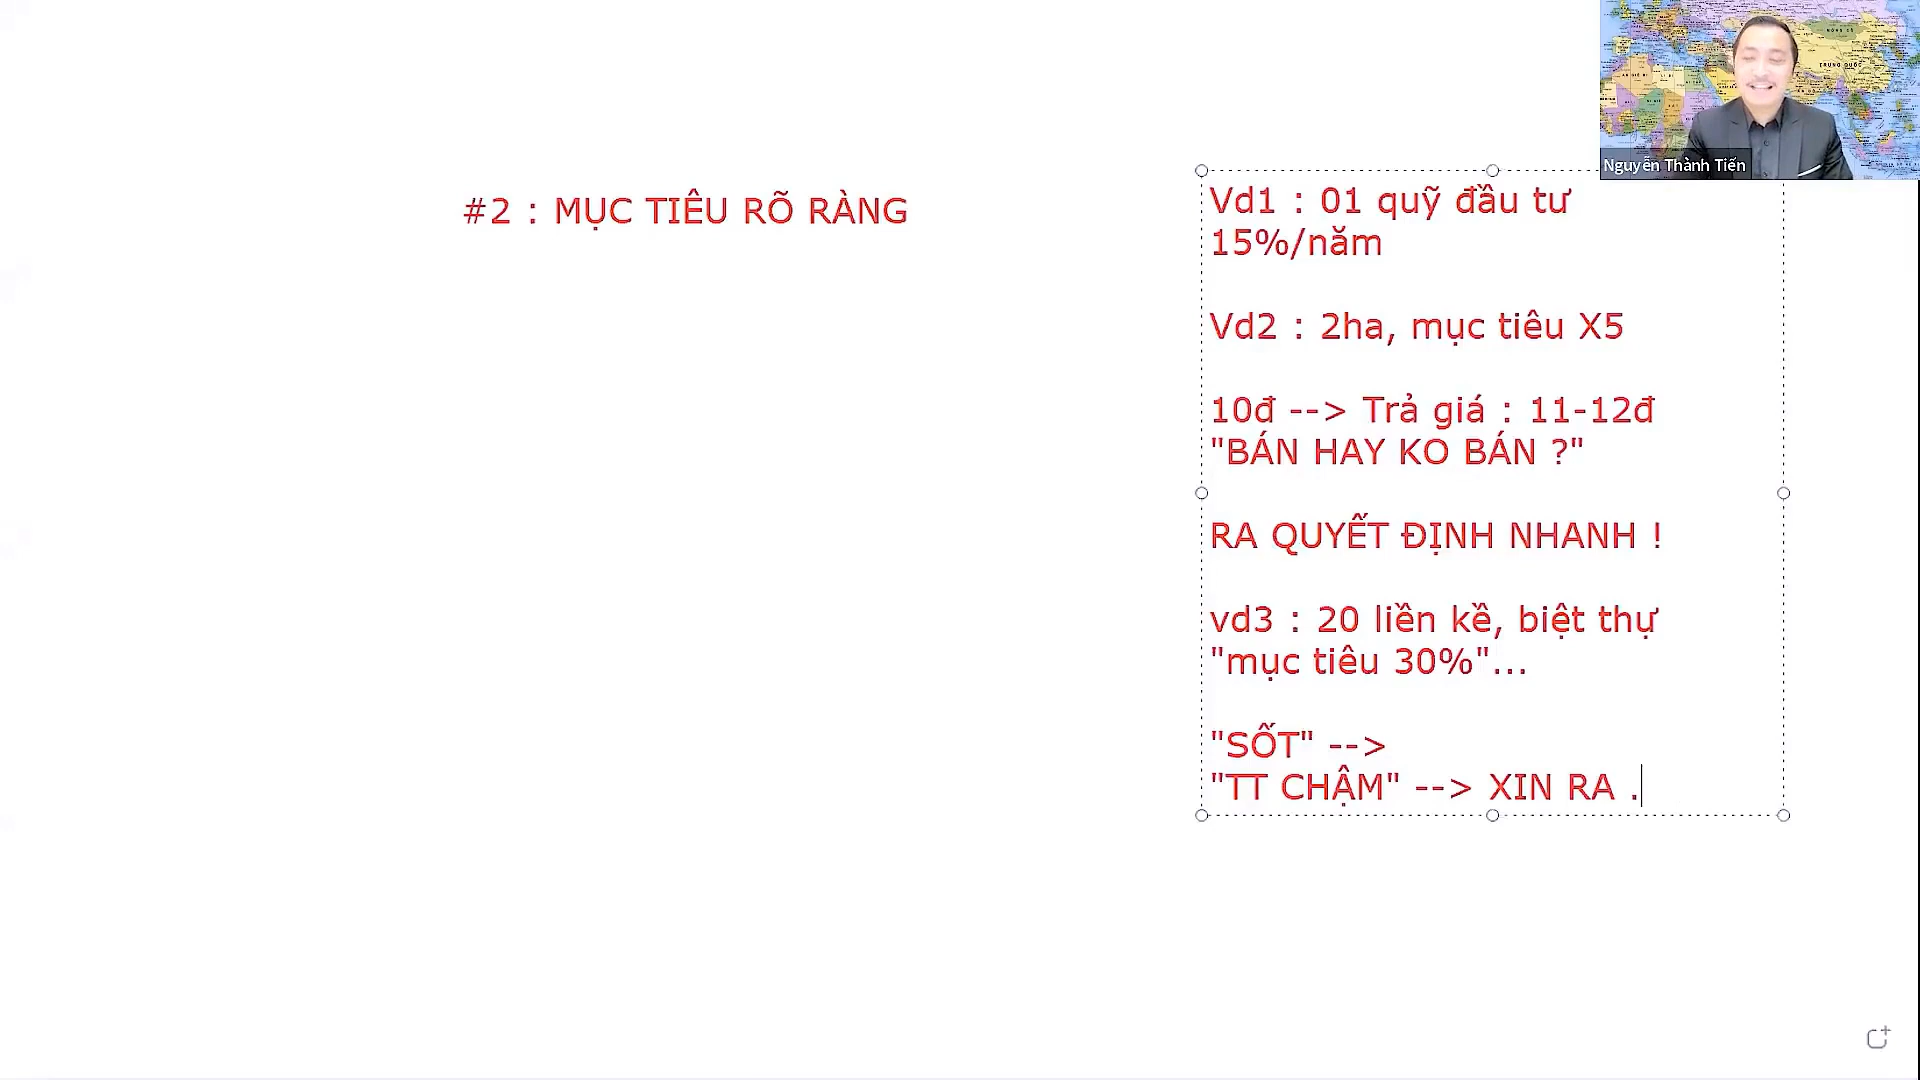 #2 : MỤC TIÊU RÕ RÀNG
Vd1 : 01 quỹ đầu tư
15%/năm
Vd2 : 2ha, mục tiêu X5
10đ --> Trả giá : 11-12đ
"BÁN HAY KO BÁN ?"
RA QUYẾT ĐỊNH NHANH !
vd3 : 20 liền kề, biệt thự
"mục tiêu 30%"...
"SỐT" -->
"TT CHẬM" --> XIN RA .
TRUNG QUỐC
Nguyễn Thành Tiến